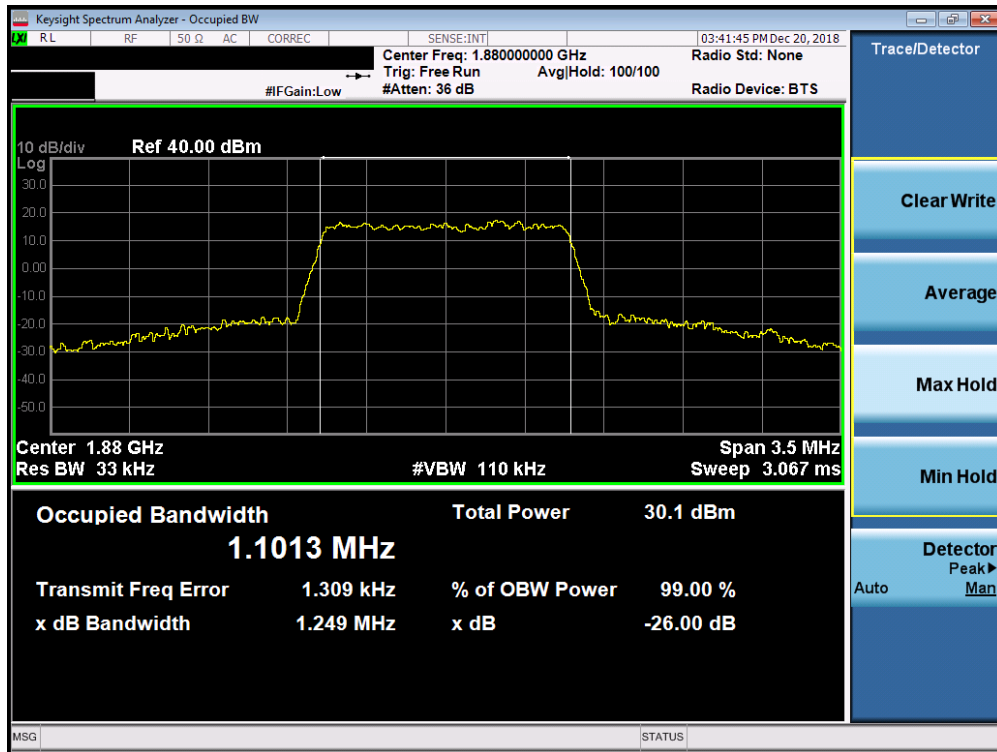 Keysight Spectrum Analyzer - Occupied BW
LXI RL RF 50 Ω AC CORREC SENSE:INT 03:41:45 PM Dec 20, 2018
Center Freq: 1.880000000 GHz Radio Std: None
Trig: Free Run Avg|Hold: 100/100
#IFGain:Low #Atten: 36 dB Radio Device: BTS
10 dB/div Ref 40.00 dBm
Log
30.0
20.0
10.0
0.00
-10.0
-20.0
-30.0
-40.0
-50.0
Center 1.88 GHz Span 3.5 MHz
Res BW 33 kHz #VBW 110 kHz Sweep 3.067 ms
Occupied Bandwidth Total Power 30.1 dBm
1.1013 MHz
Transmit Freq Error 1.309 kHz % of OBW Power 99.00 %
x dB Bandwidth 1.249 MHz x dB -26.00 dB
Trace/Detector
Clear Write
Average
Max Hold
Min Hold
Detector
Peak▶
Auto Man
MSG STATUS